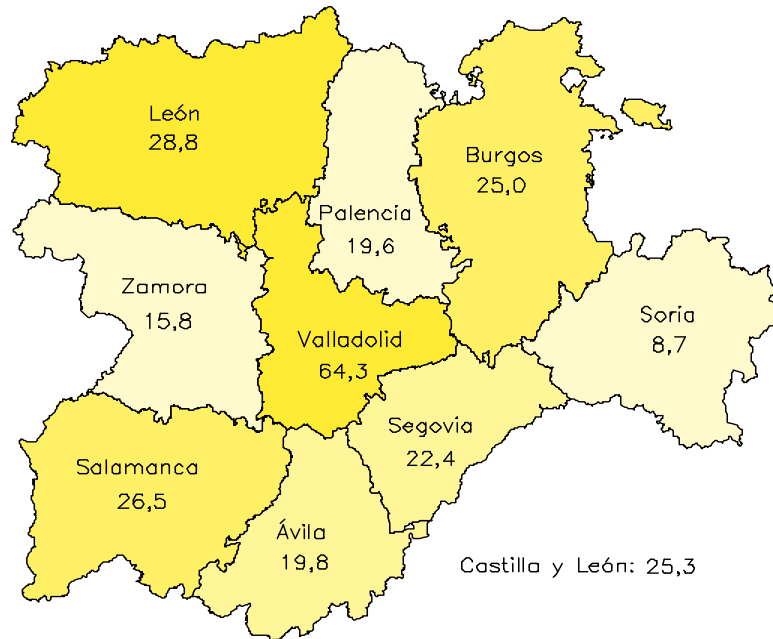 León
28,8
Burgos
25,0
Palencia
19,6
Zamora
15,8
Soria
8,7
Valladolid
64,3
Segovia
22,4
Salamanca
26,5
Ávila
19,8
Castilla y León: 25,3